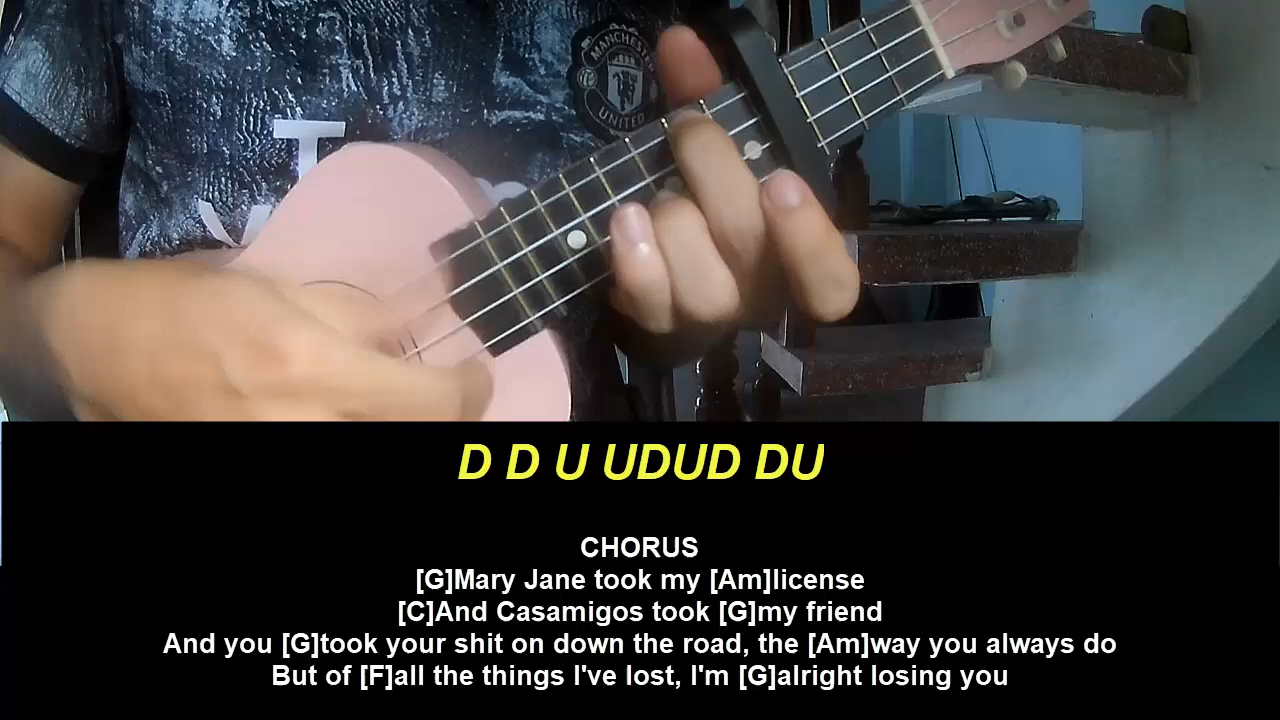 MANCHESTER
UNITED
D D U UDUD DU
CHORUS
[G]Mary Jane took my [Am]license
[C]And Casamigos took [G]my friend
And you [G]took your shit on down the road, the [Am]way you always do
But of [F]all the things I've lost, I'm [G]alright losing you